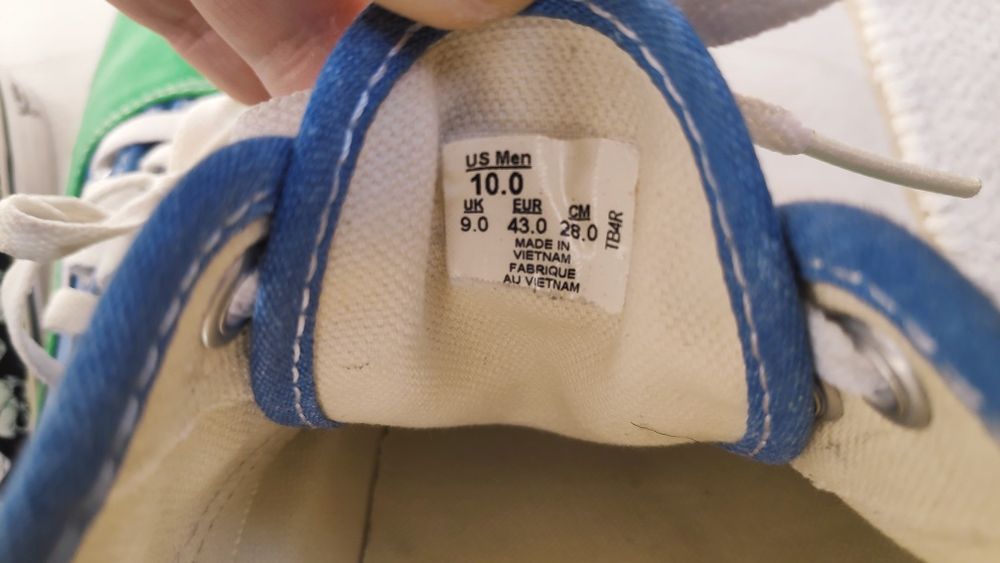 US Men
10.0
UK EUR CM
9.0 43.0 28.0
MADE IN
VIETNAM
FABRIQUE
AU VIETNAM
TB4R